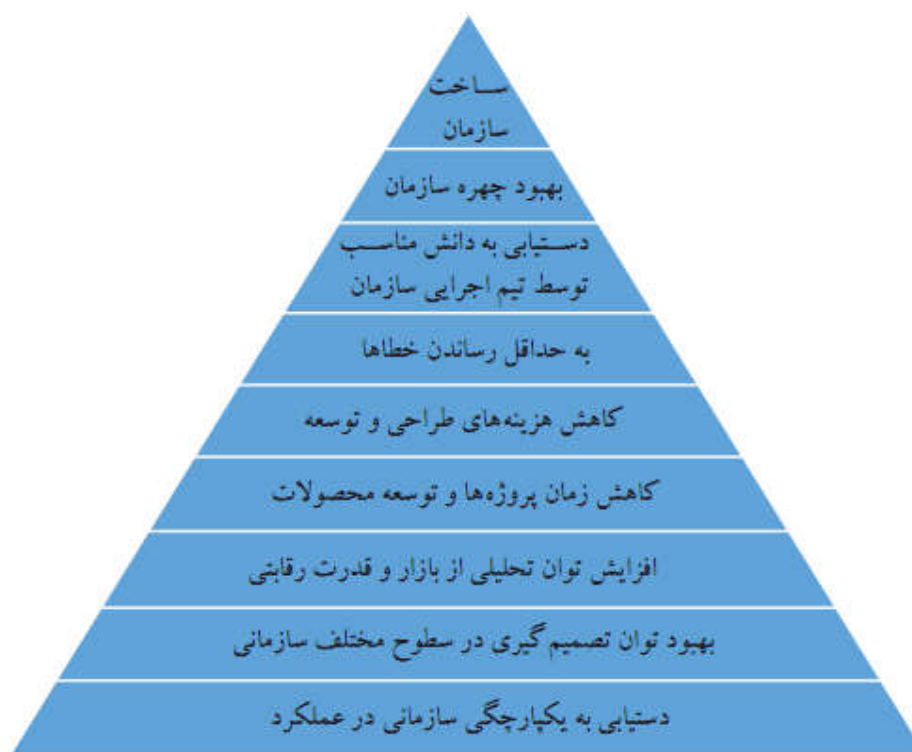 ساخت
سازمان
بهبود چهره سازمان
دستیابی به دانش مناسب
توسط تیم اجرایی سازمان
به حداقل رساندن خطاها
کاهش هزینه‌های طراحی و توسعه
کاهش زمان پروژه‌ها و توسعه محصولات
افزایش توان تحلیلی از بازار و قدرت رقابتی
بهبود توان تصمیم‌گیری در سطوح مختلف سازمانی
دستیابی به یکپارچگی سازمانی در عملکرد